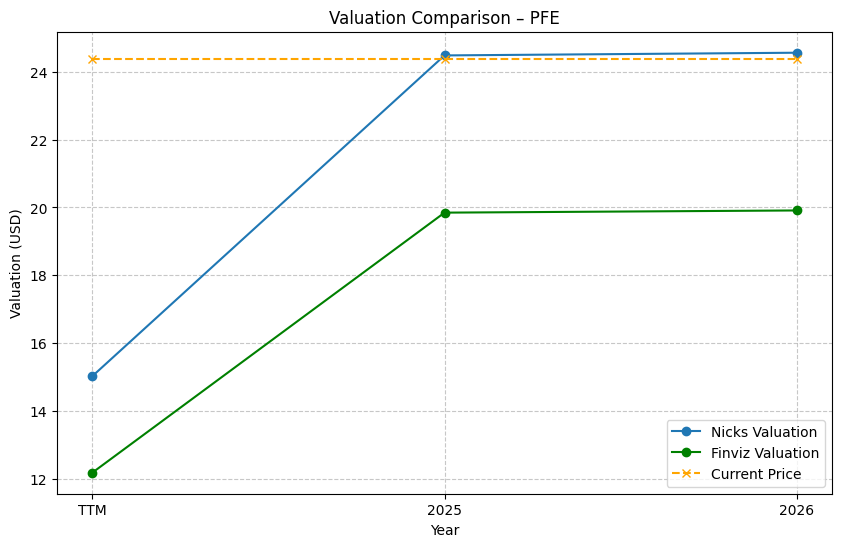 Valuation Comparison – PFE
Valuation (USD)
24
22
20
18
16
14
12
TTM
2025
2026
Year
Nicks Valuation
Finviz Valuation
Current Price